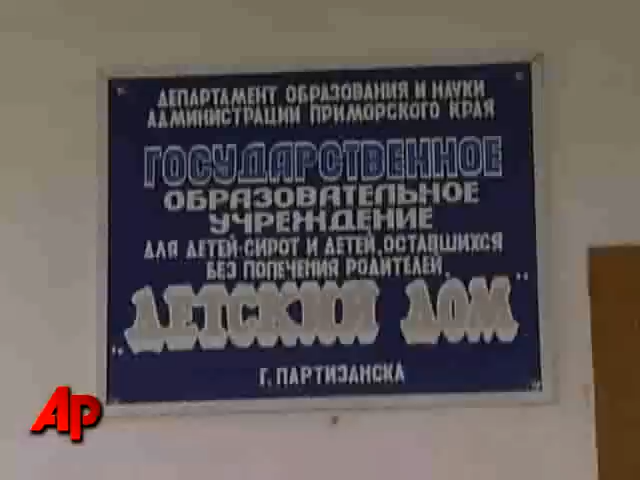 ДЕПАРТАМЕНТ ОБРАЗОВАНИЯ И НАУКИ
АДМИНИСТРАЦИИ ПРИМОРСКОГО КРАЯ
ГОСУДАРСТВЕННОЕ
ОБРАЗОВАТЕЛЬНОЕ
УЧРЕЖДЕНИЕ
ДЛЯ ДЕТЕЙ-СИРОТ И ДЕТЕЙ, ОСТАВШИХСЯ
БЕЗ ПОПЕЧЕНИЯ РОДИТЕЛЕЙ,
„ДЕТСКИЙ ДОМ"
Г. ПАРТИЗАНСКА
AP